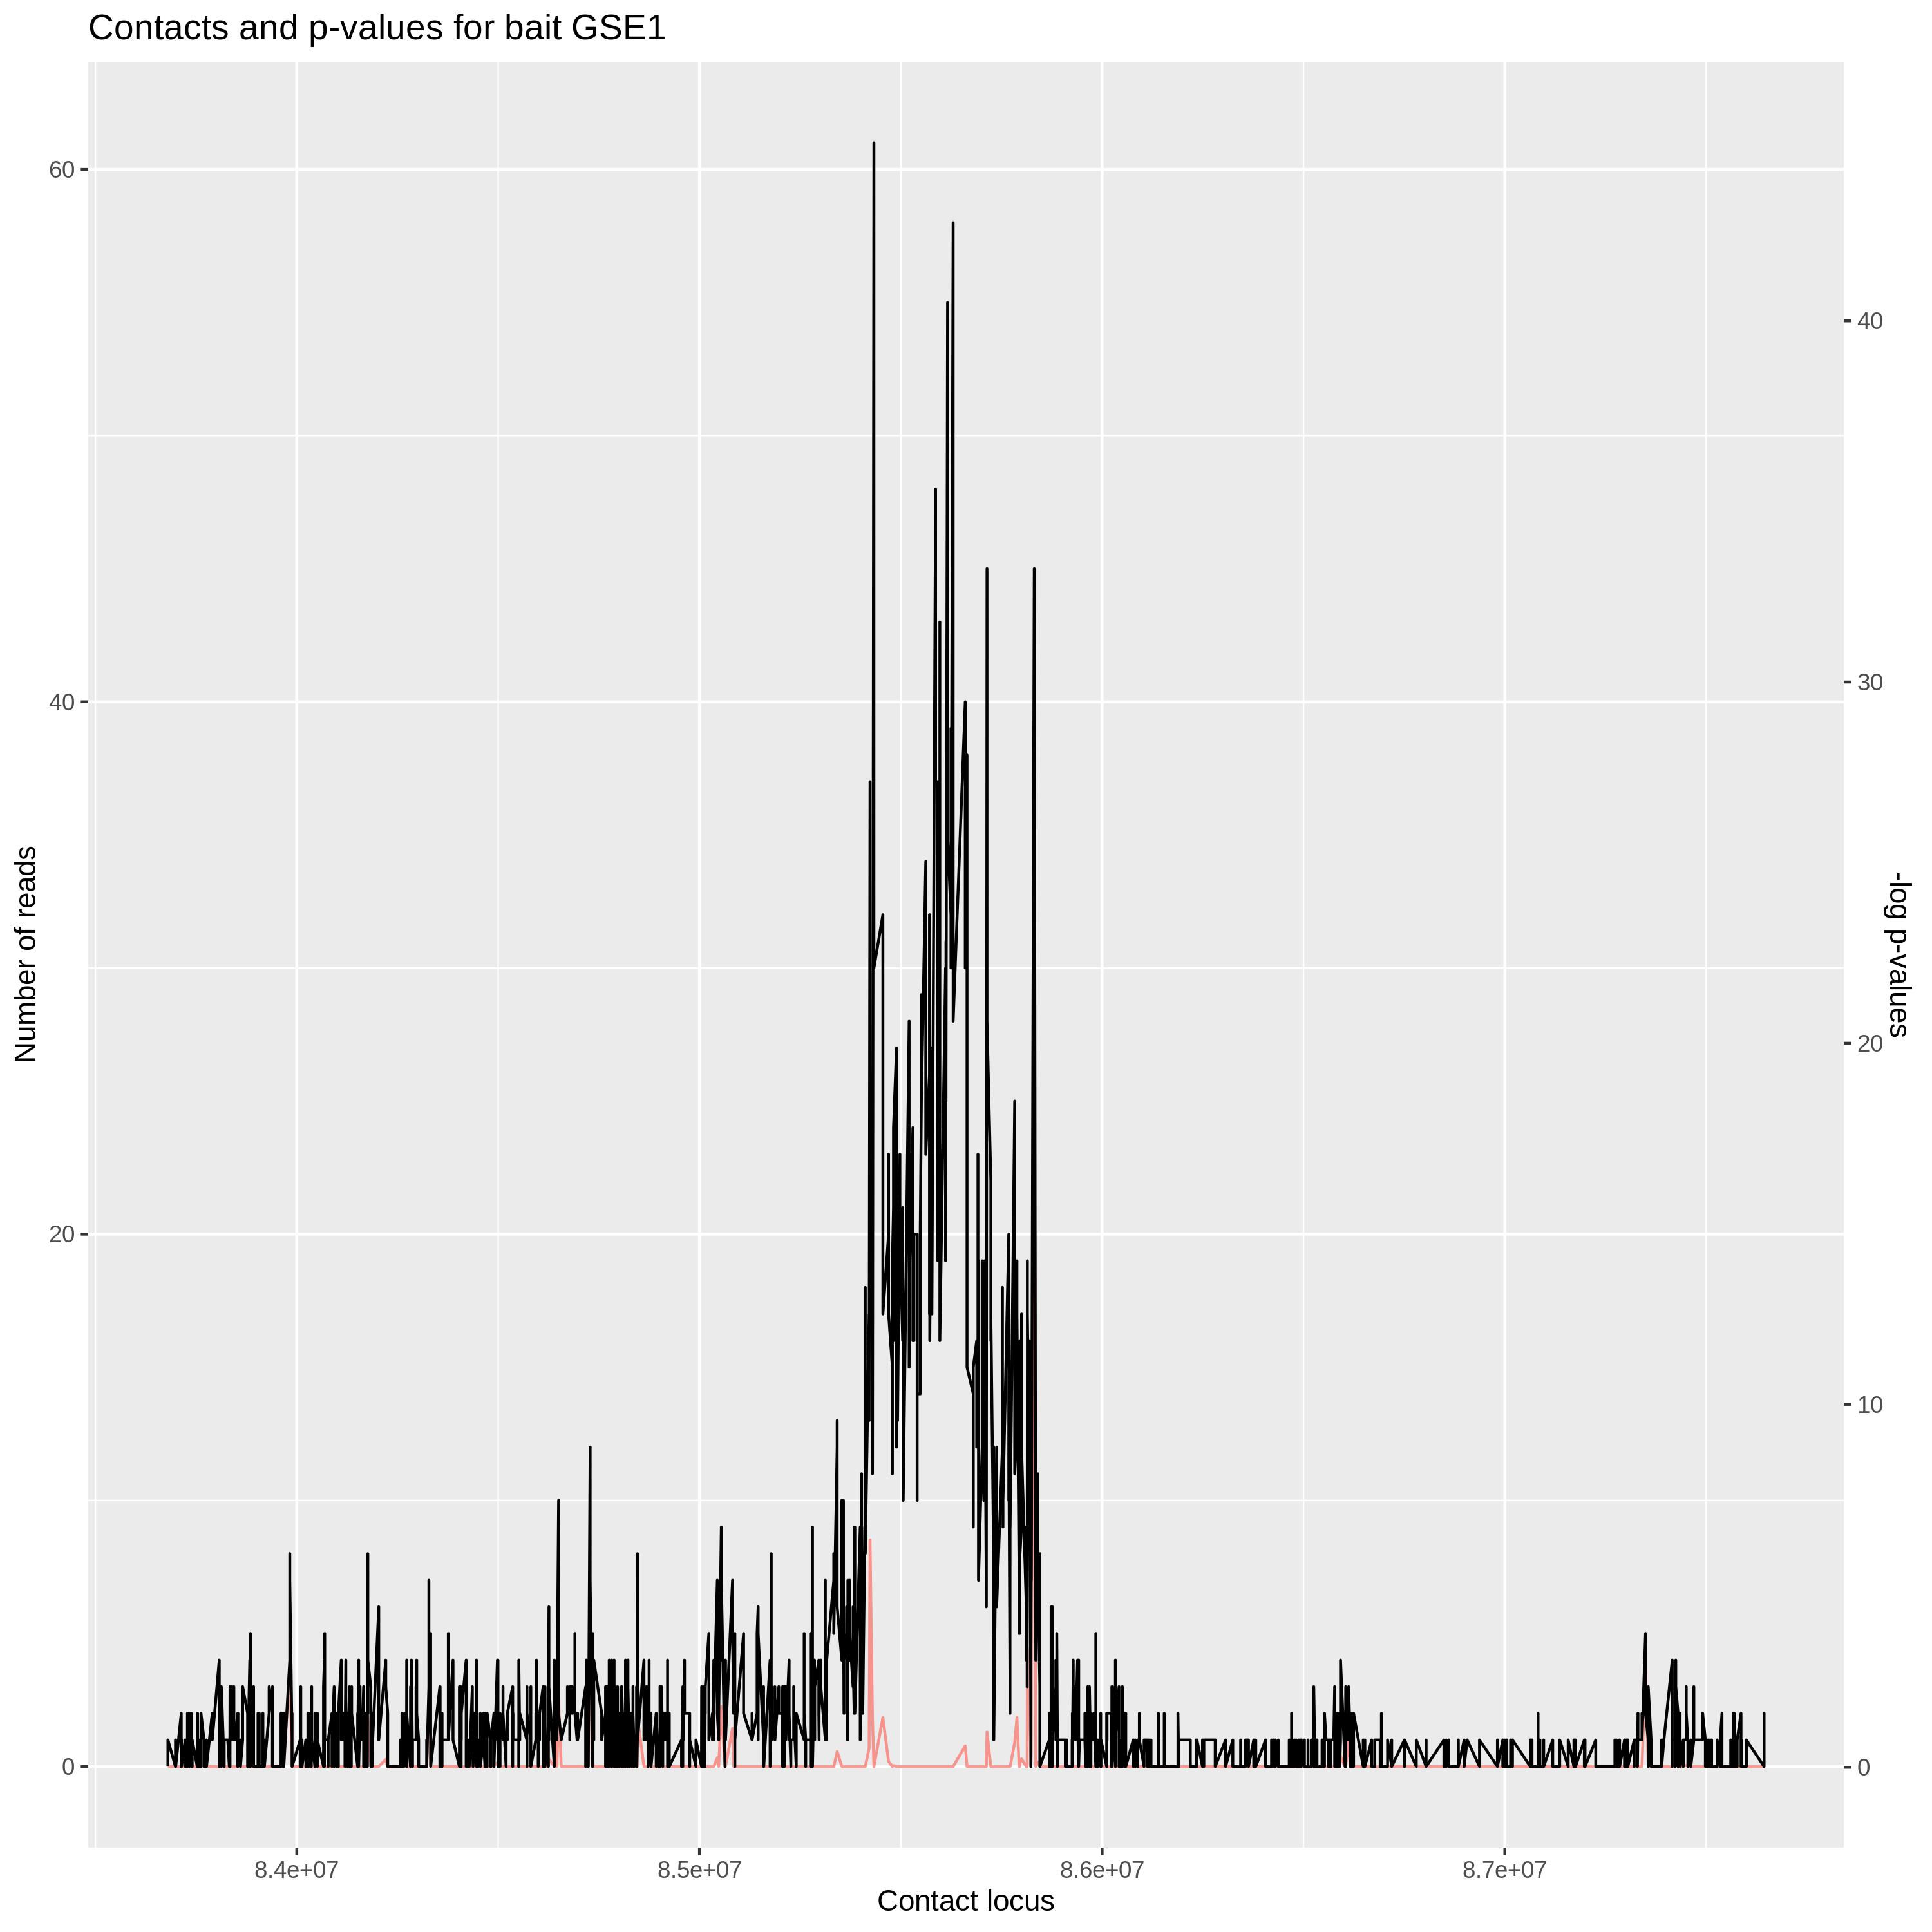 Contacts and p-values for bait GSE1
60
40
20
0
Number of reads
40
30
20
10
0
-log p-values
8.4e+07
8.5e+07
8.6e+07
8.7e+07
Contact locus